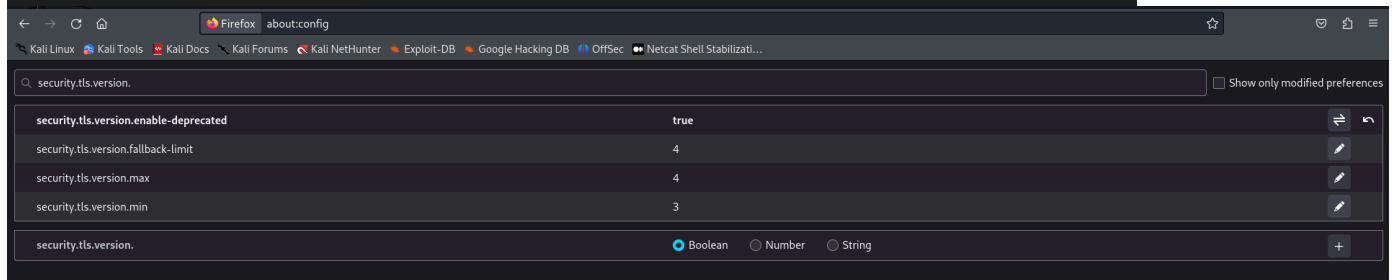 Firefox about:config
Kali Linux Kali Tools Kali Docs Kali Forums Kali NetHunter Exploit-DB Google Hacking DB OffSec Netcat Shell Stabilizati...
security.tls.version. Show only modified preferences
security.tls.version.enable-deprecated true
security.tls.version.fallback-limit 4
security.tls.version.max 4
security.tls.version.min 3
security.tls.version. Boolean Number String